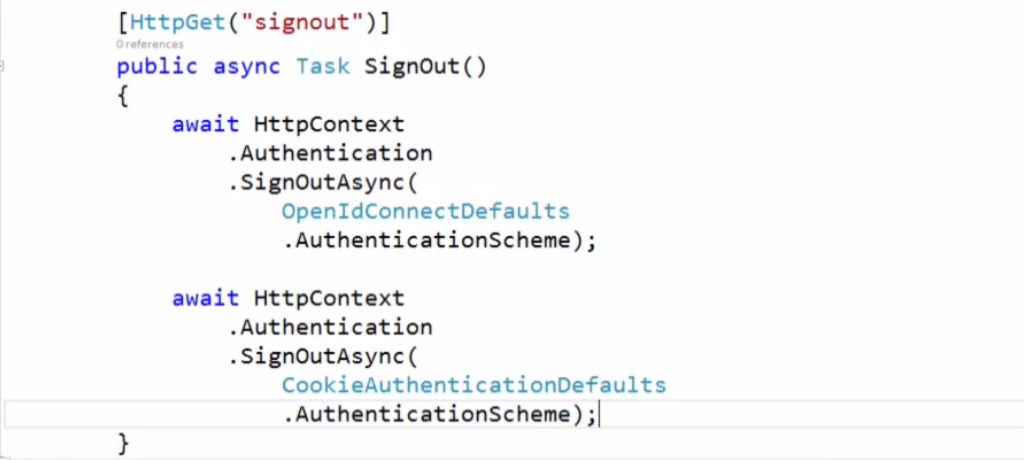 [HttpGet("signout")]
0 references
public async Task SignOut()
{
await HttpContext
.Authentication
.SignOutAsync(
OpenIdConnectDefaults
.AuthenticationScheme);
await HttpContext
.Authentication
.SignOutAsync(
CookieAuthenticationDefaults
.AuthenticationScheme);
}